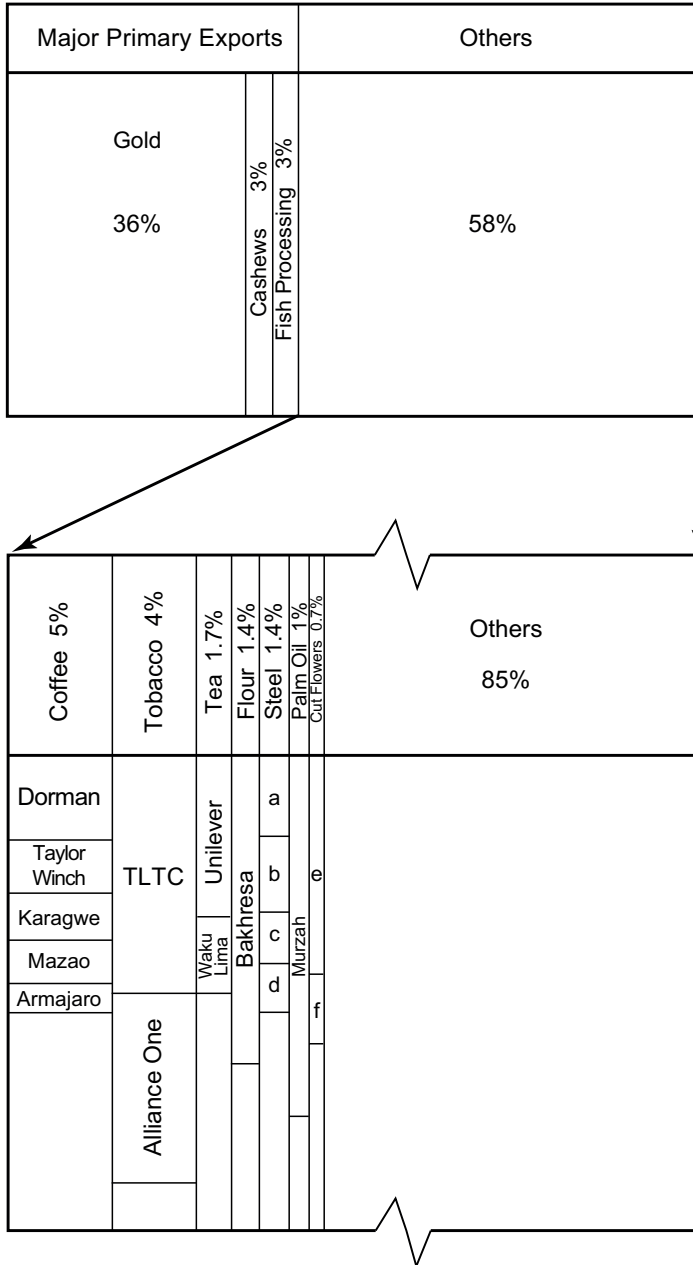 Major Primary Exports
Others
Gold
36%
Cashews 3%
Fish Processing 3%
58%
Coffee 5%
Tobacco 4%
Tea 1.7%
Flour 1.4%
Steel 1.4%
Palm Oil 1%
Cut Flowers 0.7%
Others
85%
Dorman
Taylor
Winch
Karagwe
Mazao
Armajaro
TLTC
Alliance One
Unilever
Waku
Lima
Bakhresa
a
b
c
d
Murzah
e
f